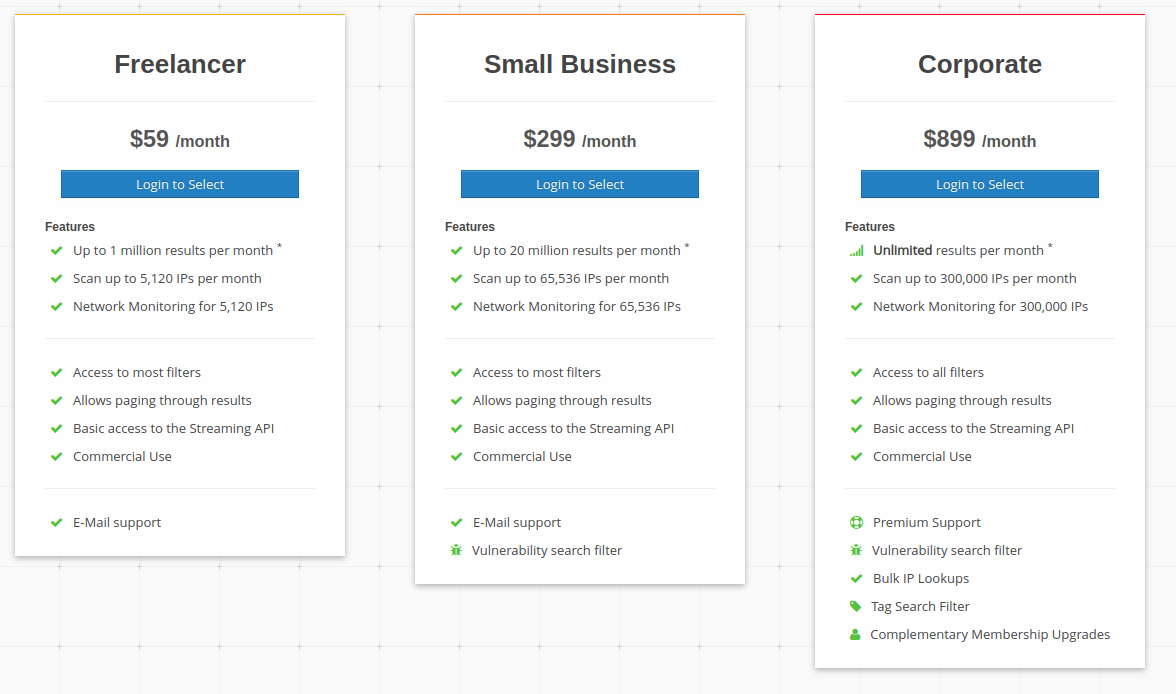 Freelancer
$59 /month
Login to Select
Features
Up to 1 million results per month *
Scan up to 5,120 IPs per month
Network Monitoring for 5,120 IPs
Access to most filters
Allows paging through results
Basic access to the Streaming API
Commercial Use
E-Mail support
Small Business
$299 /month
Login to Select
Features
Up to 20 million results per month *
Scan up to 65,536 IPs per month
Network Monitoring for 65,536 IPs
Access to most filters
Allows paging through results
Basic access to the Streaming API
Commercial Use
E-Mail support
Vulnerability search filter
Corporate
$899 /month
Login to Select
Features
Unlimited results per month *
Scan up to 300,000 IPs per month
Network Monitoring for 300,000 IPs
Access to all filters
Allows paging through results
Basic access to the Streaming API
Commercial Use
Premium Support
Vulnerability search filter
Bulk IP Lookups
Tag Search Filter
Complementary Membership Upgrades